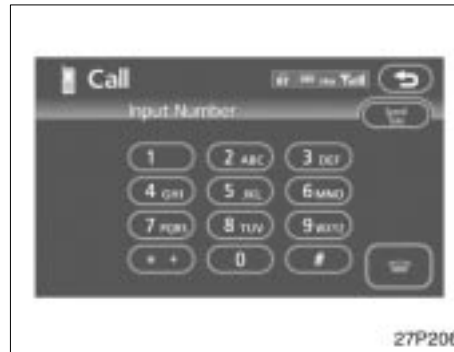 Call
Input Number
1 2 ABC 3 DEF
4 GHI 5 JKL 6 MNO
7 PQRS 8 TUV 9 WXYZ
* + 0 #
27P206